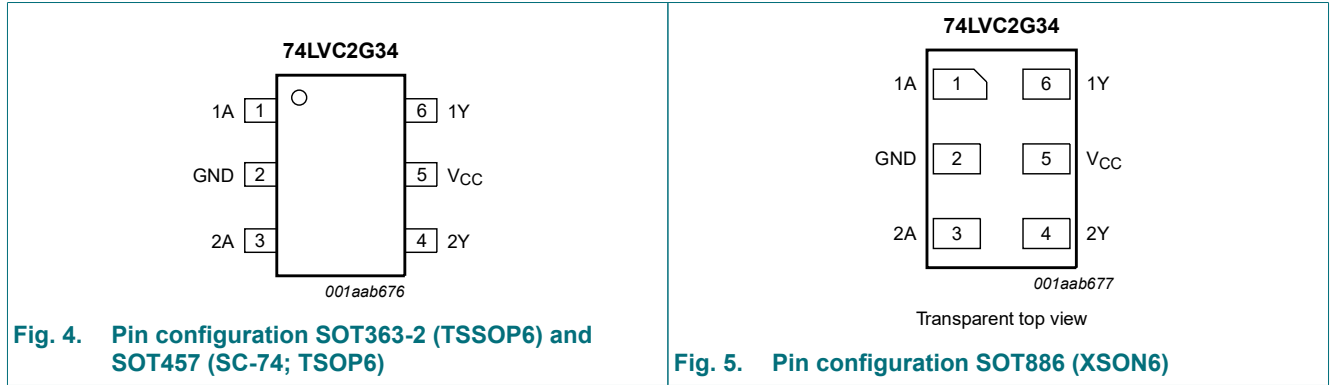 74LVC2G34
1A 1 6 1Y
GND 2 5 VCC
2A 3 4 2Y
001aab676
Fig. 4. Pin configuration SOT363-2 (TSSOP6) and
SOT457 (SC-74; TSOP6)
74LVC2G34
1A 1 6 1Y
GND 2 5 VCC
2A 3 4 2Y
001aab677
Transparent top view
Fig. 5. Pin configuration SOT886 (XSON6)